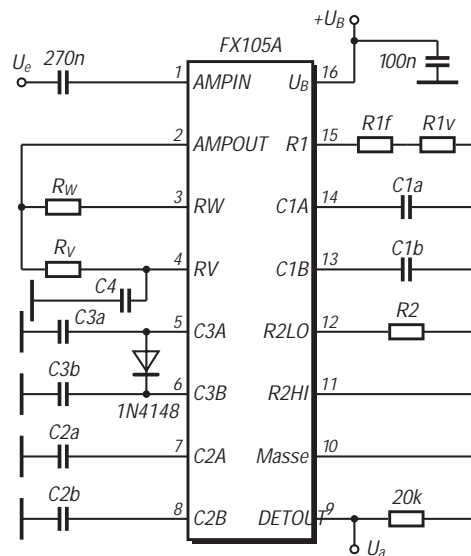 FX105A
+U_B
U_e
270n
100n
1 AMPIN
U_B 16
2 AMPOUT
R1 15
R1f
R1v
R_W
3 RW
C1A 14
C1a
R_V
4 RV
C1B 13
C1b
C4
C3a
5 C3A
R2LO 12
R2
C3b
6 C3B
R2HI 11
1N4148
C2a
7 C2A
Masse 10
C2b
8 C2B
DETOUT 9
20k
U_a